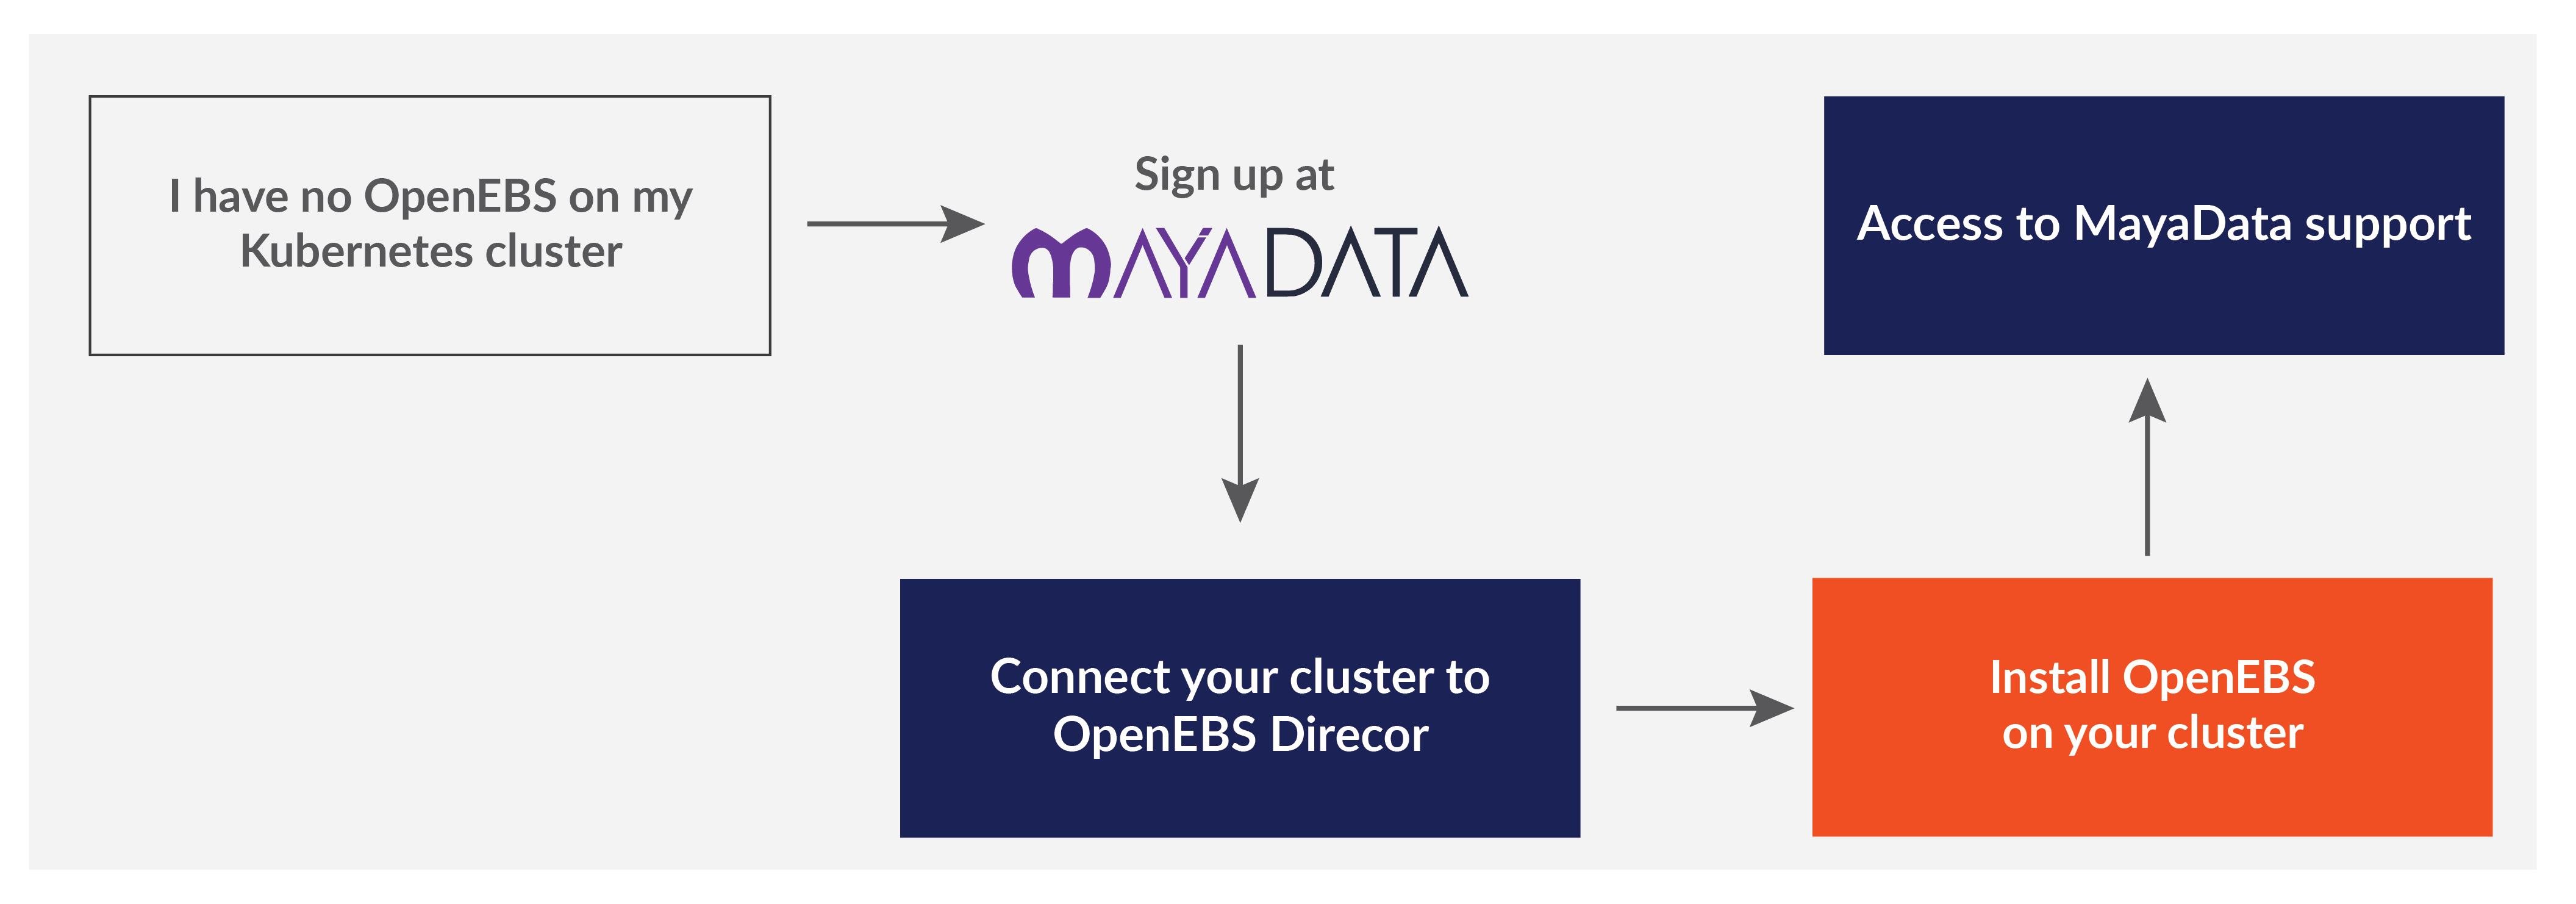 I have no OpenEBS on my
Kubernetes cluster
Sign up at
MAYADATA
Access to MayaData support
Connect your cluster to
OpenEBS Direcor
Install OpenEBS
on your cluster